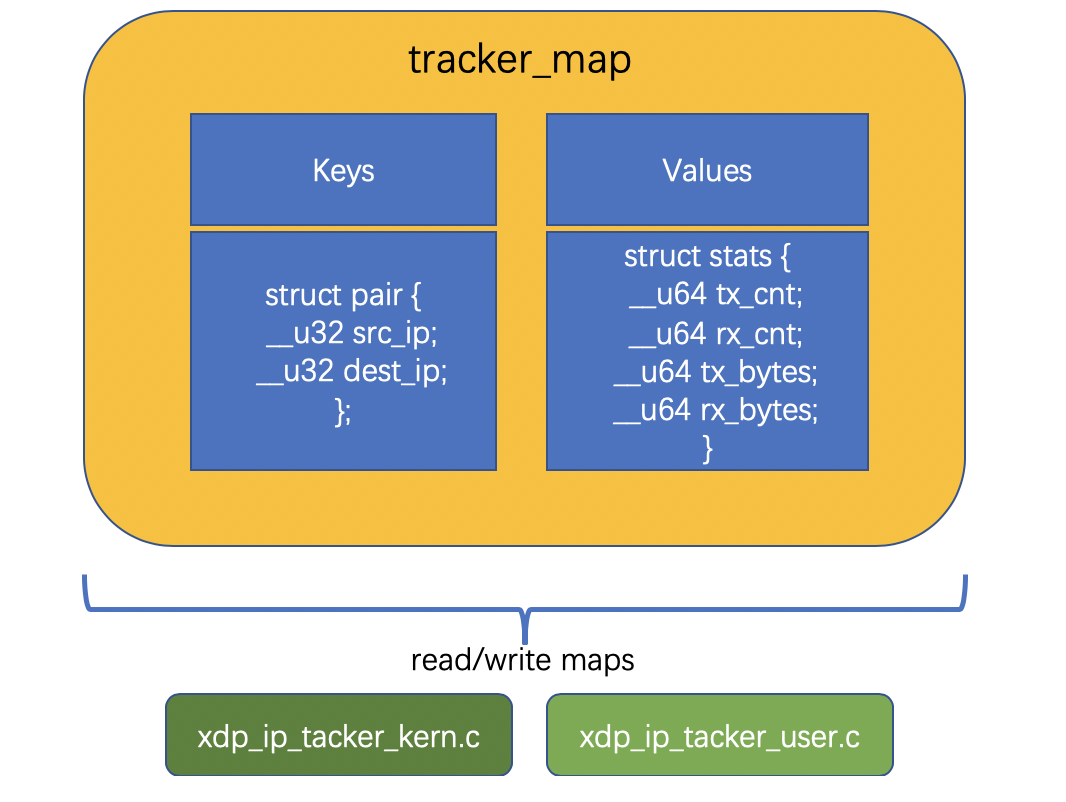 tracker_map
Keys
Values
struct pair {
__u32 src_ip;
__u32 dest_ip;
};
struct stats {
__u64 tx_cnt;
__u64 rx_cnt;
__u64 tx_bytes;
__u64 rx_bytes;
}
read/write maps
xdp_ip_tacker_kern.c
xdp_ip_tacker_user.c